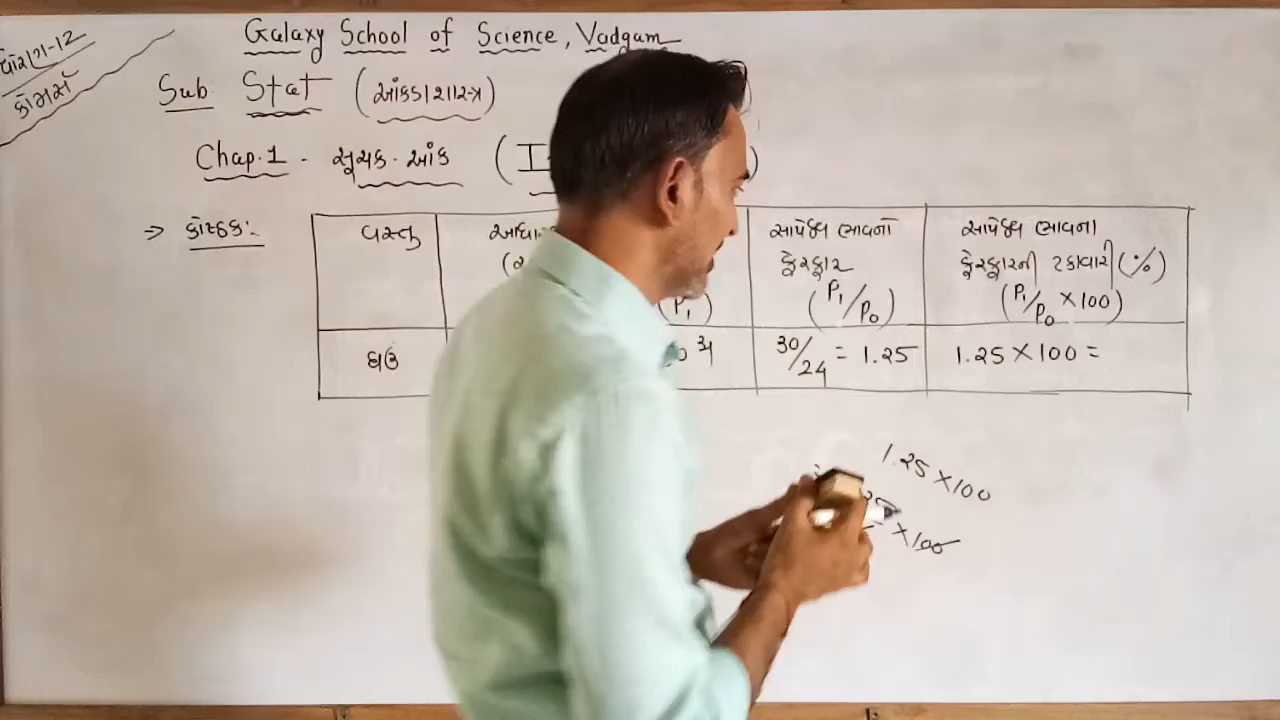 Galaxy School of Science, Vadgam
ધોરણ-12
કોમર્સ
Sub: Stat (આંકડાશાસ્ત્ર)
Chap.1 - સૂચક-આંક (I )
→ કોષ્ટક:-
વસ્તુ
આધા
(P₁)
સાપેક્ષ ભાવનો
ફેરફાર
(P₁/P₀)
સાપેક્ષ ભાવના
ફેરફારની ટકાવારી (%)
(P₁/P₀ × 100)
ઘઉં
30/24 = 1.25
1.25 × 100 =
1.25 × 100
× 100